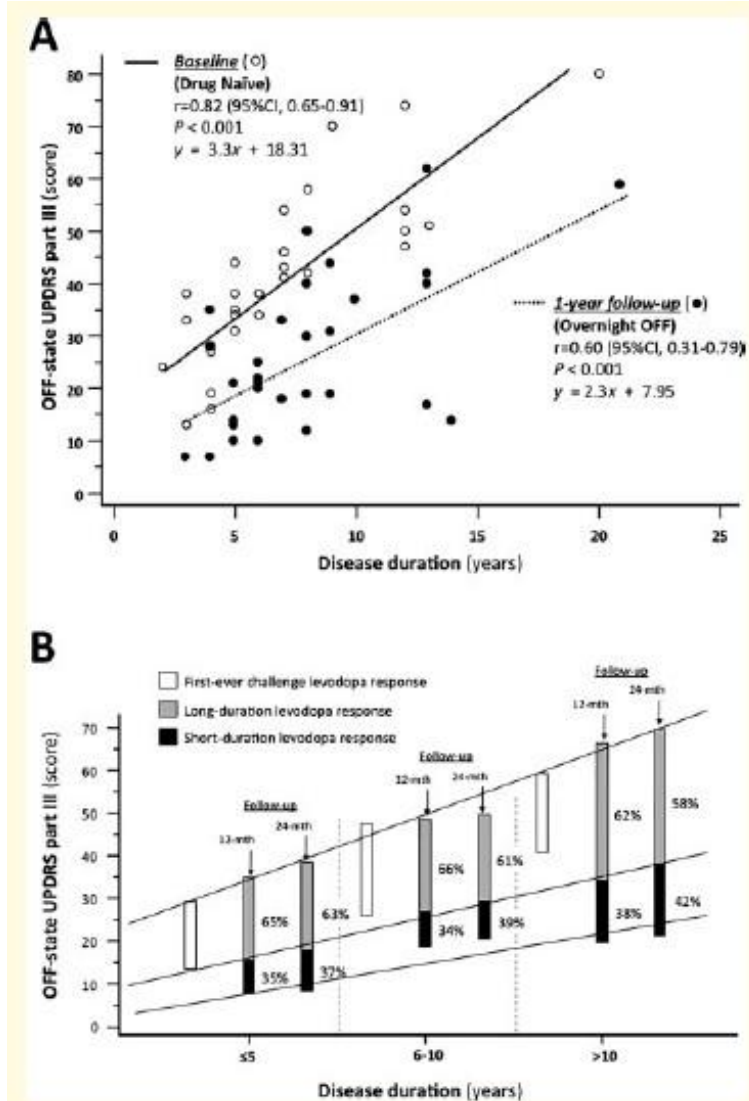 A
Baseline (○)
(Drug Naïve)
r=0.82 (95%CI, 0.65-0.91)
P < 0.001
y = 3.3x + 18.31
OFF-state UPDRS part III (score)
80
70
60
50
40
30
20
10
0
1-year follow-up (●)
(Overnight OFF)
r=0.60 (95%CI, 0.31-0.79)
P < 0.001
y = 2.3x + 7.95
0 5 10 15 20 25
Disease duration (years)
B
First-ever challenge levodopa response
Long-duration levodopa response
Short-duration levodopa response
OFF-state UPDRS part III (score)
70
60
50
40
30
20
10
0
Follow-up
12-mth
24-mth
65%
63%
35%
37%
Follow-up
12-mth
24-mth
66%
61%
34%
39%
Follow-up
12-mth
24-mth
62%
58%
38%
42%
≤5 6-10 >10
Disease duration (years)